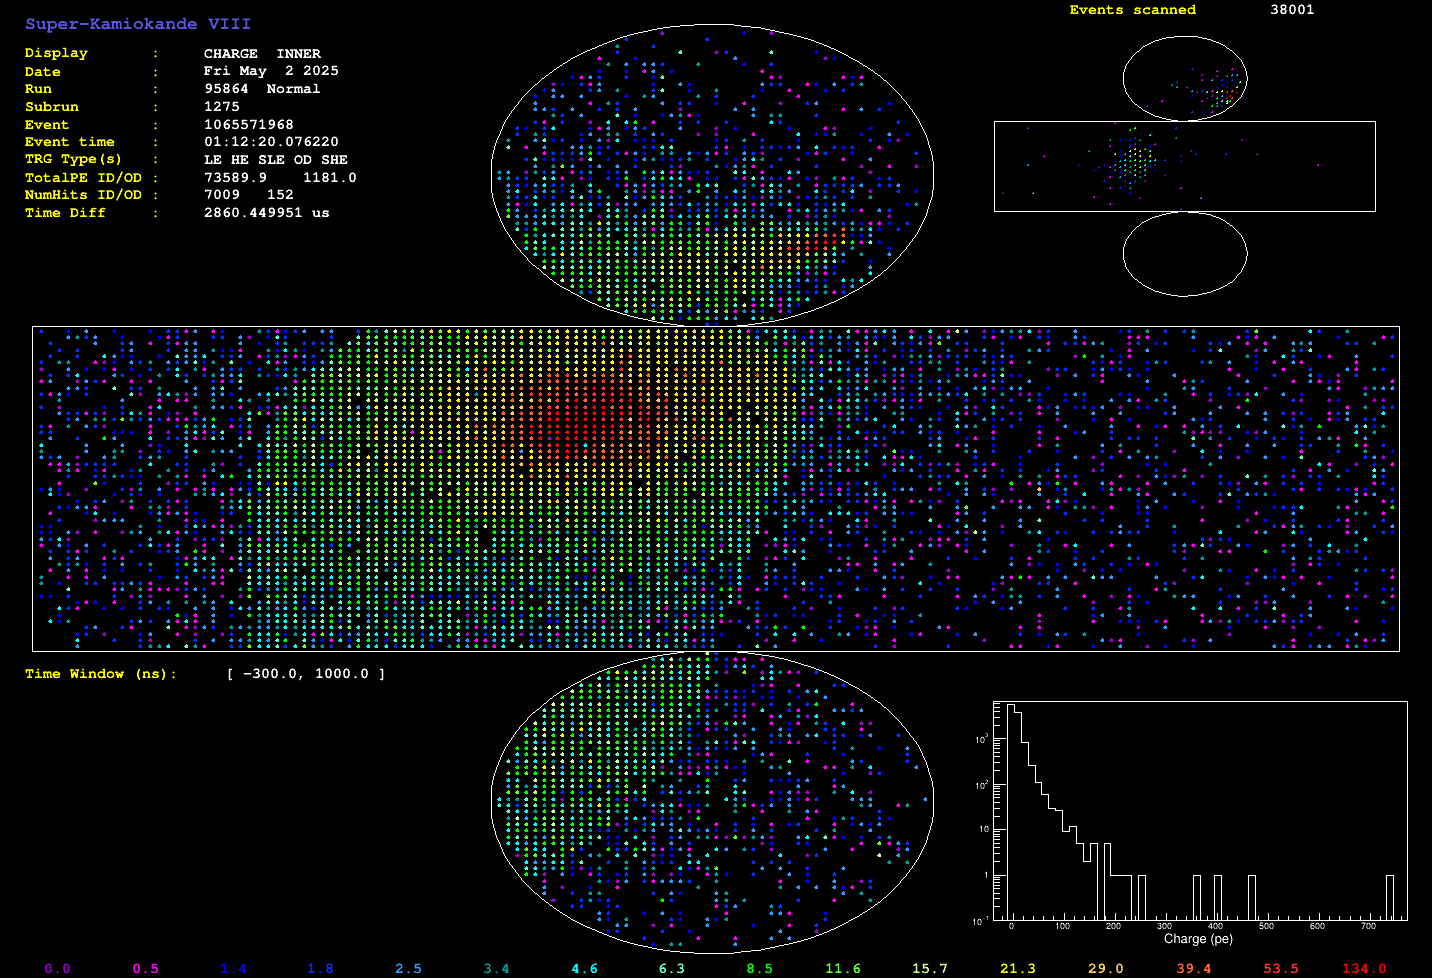 Super-Kamiokande VIII
Display : CHARGE INNER
Date : Fri May 2 2025
Run : 95864 Normal
Subrun : 1275
Event : 1065571968
Event time : 01:12:20.076220
TRG Type(s) : LE HE SLE OD SHE
TotalPE ID/OD : 73589.9 1181.0
NumHits ID/OD : 7009 152
Time Diff : 2860.449951 us
Events scanned 38001
Time Window (ns): [ -300.0, 1000.0 ]
10³
10²
10
1
10⁻¹
0 100 200 300 400 500 600 700
Charge (pe)
0.0 0.5 1.4 1.8 2.5 3.4 4.6 6.3 8.5 11.6 15.7 21.3 29.0 39.4 53.5 134.0